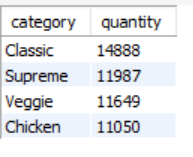 category quantity
Classic 14888
Supreme 11987
Veggie 11649
Chicken 11050